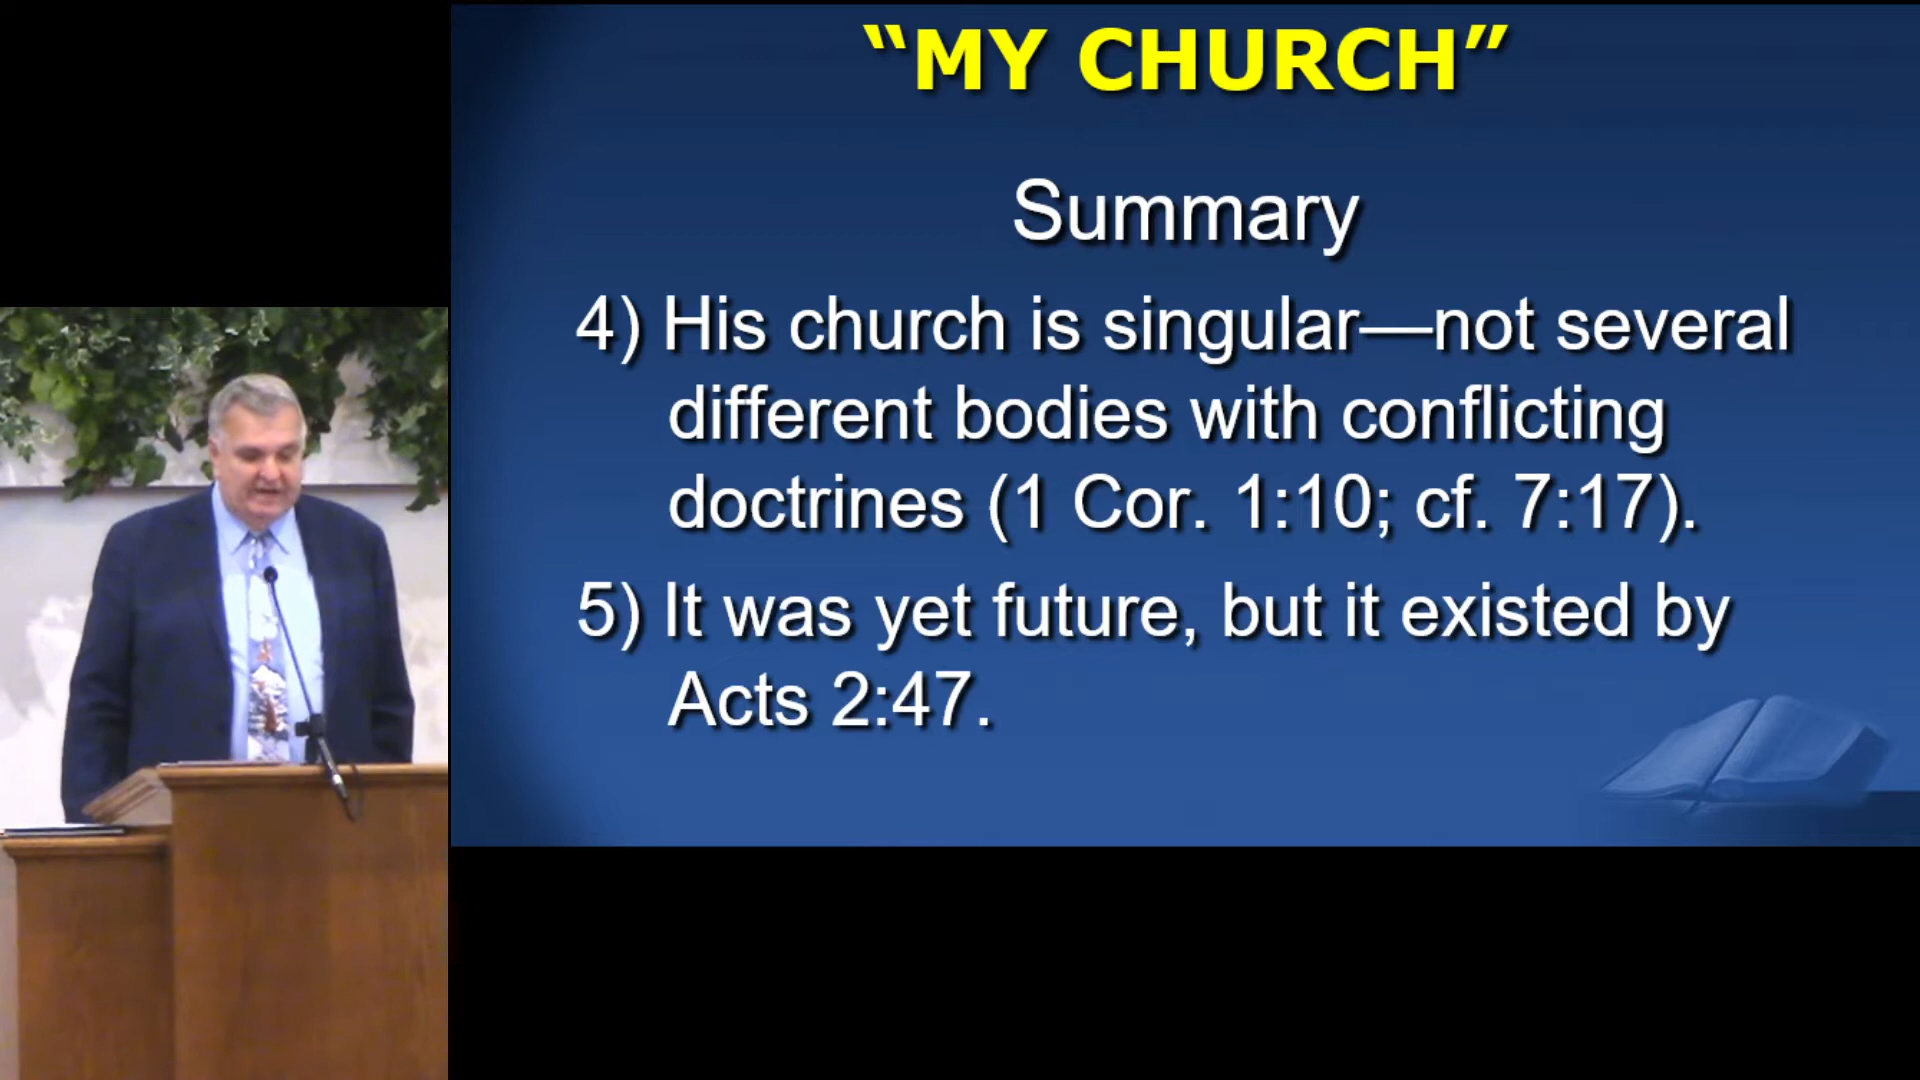 “MY CHURCH”
Summary
4) His church is singular—not several
different bodies with conflicting
doctrines (1 Cor. 1:10; cf. 7:17).
5) It was yet future, but it existed by
Acts 2:47.